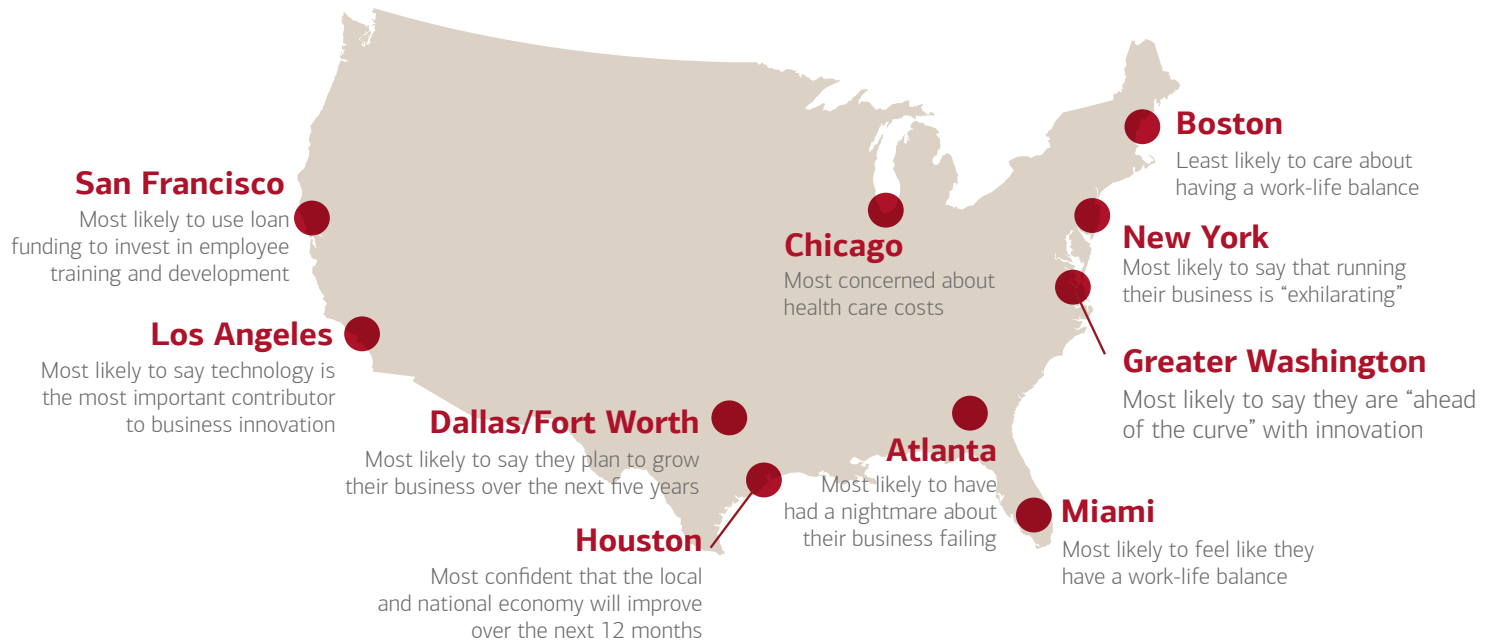 San Francisco
Most likely to use loan
funding to invest in employee
training and development
Los Angeles
Most likely to say technology is
the most important contributor
to business innovation
Dallas/Fort Worth
Most likely to say they plan to grow
their business over the next five years
Houston
Most confident that the local
and national economy will improve
over the next 12 months
Chicago
Most concerned about
health care costs
Atlanta
Most likely to have
had a nightmare about
their business failing
Boston
Least likely to care about
having a work-life balance
New York
Most likely to say that running
their business is “exhilarating”
Greater Washington
Most likely to say they are “ahead
of the curve” with innovation
Miami
Most likely to feel like they
have a work-life balance